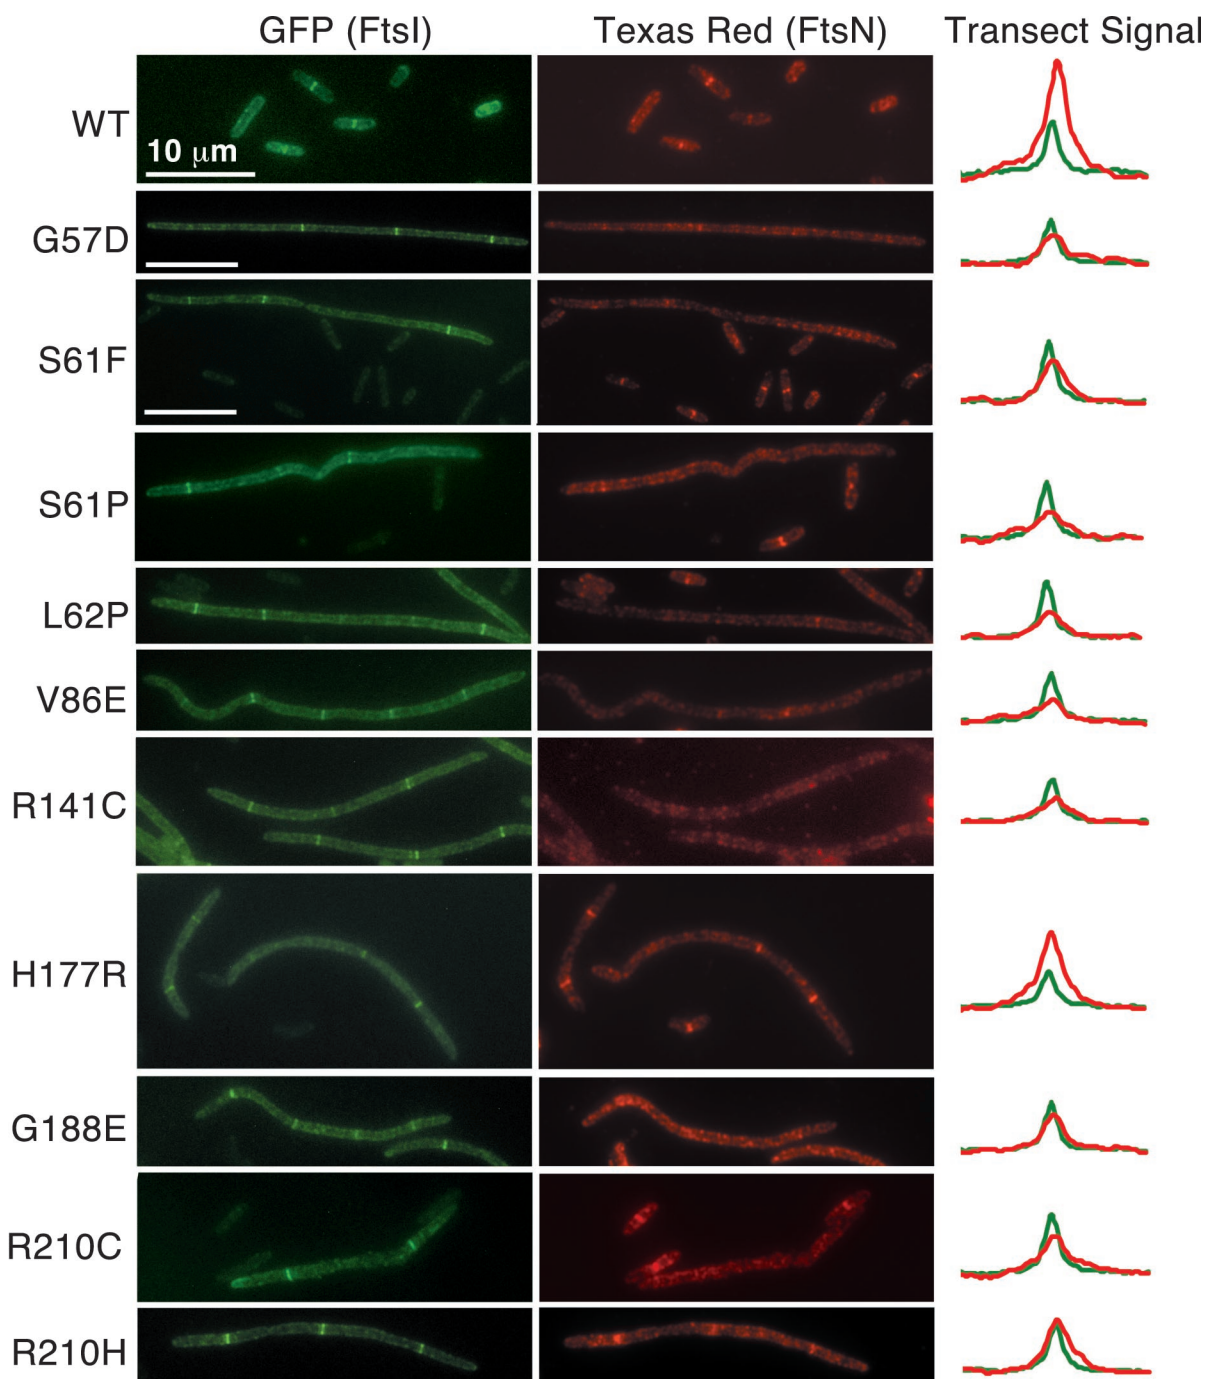 GFP (FtsI) Texas Red (FtsN) Transect Signal
WT
10 μm
G57D
S61F
S61P
L62P
V86E
R141C
H177R
G188E
R210C
R210H